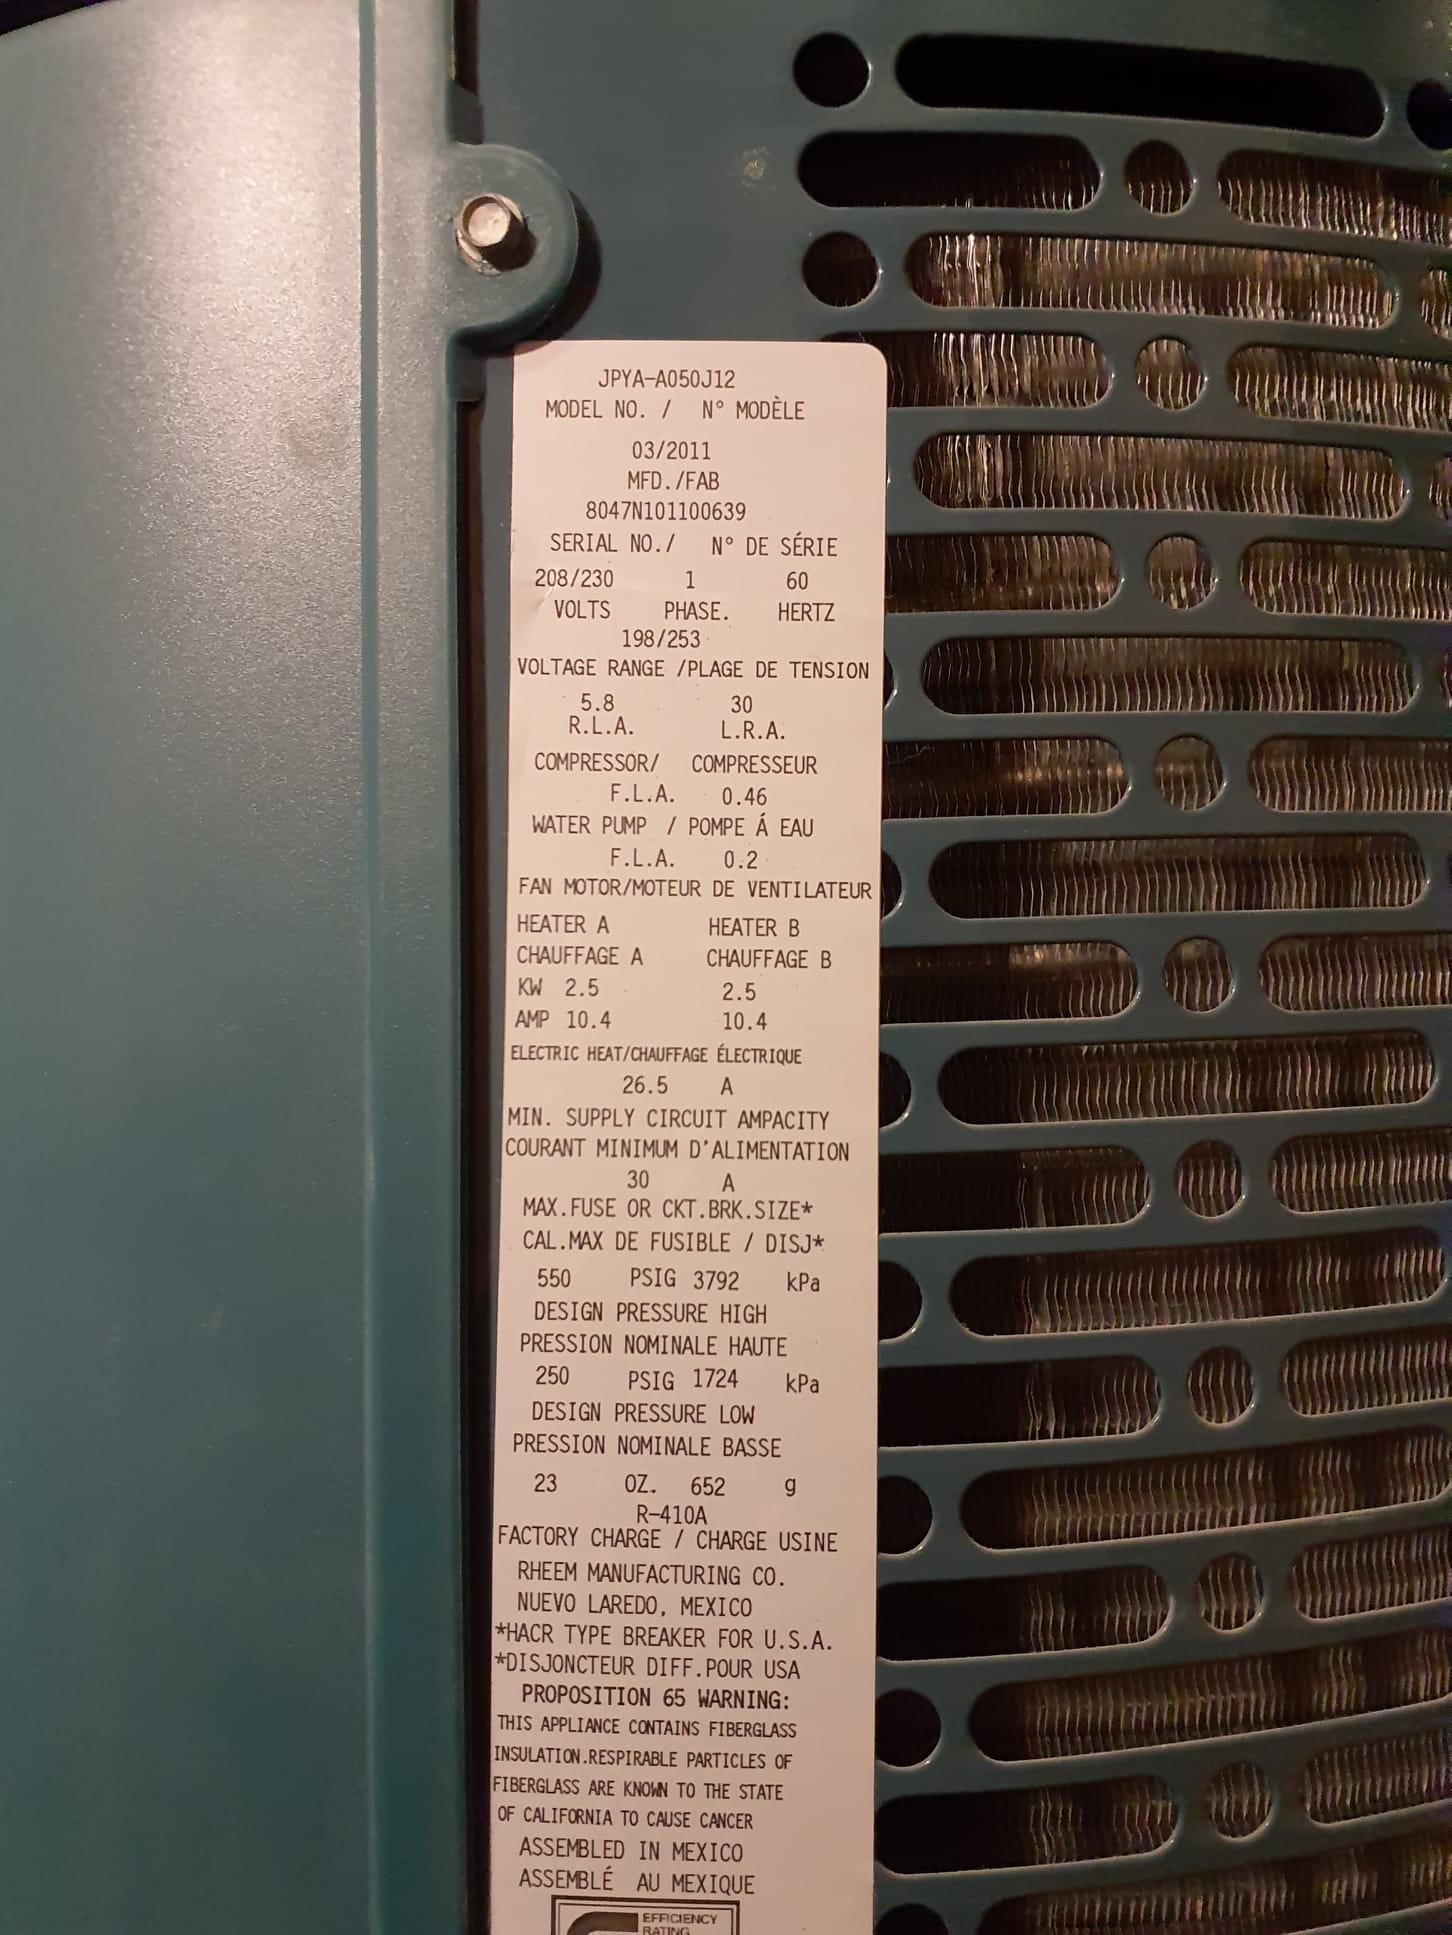 JPYA-A050J12
MODEL NO. / N° MODÈLE
03/2011
MFD./FAB
8047N101100639
SERIAL NO./ N° DE SÉRIE
208/230 1 60
VOLTS PHASE. HERTZ
198/253
VOLTAGE RANGE /PLAGE DE TENSION
5.8 30
R.L.A. L.R.A.
COMPRESSOR/ COMPRESSEUR
F.L.A. 0.46
WATER PUMP / POMPE Á EAU
F.L.A. 0.2
FAN MOTOR/MOTEUR DE VENTILATEUR
HEATER A HEATER B
CHAUFFAGE A CHAUFFAGE B
KW 2.5 2.5
AMP 10.4 10.4
ELECTRIC HEAT/CHAUFFAGE ÉLECTRIQUE
26.5 A
MIN. SUPPLY CIRCUIT AMPACITY
COURANT MINIMUM D'ALIMENTATION
30 A
MAX.FUSE OR CKT.BRK.SIZE*
CAL.MAX DE FUSIBLE / DISJ*
550 PSIG 3792 kPa
DESIGN PRESSURE HIGH
PRESSION NOMINALE HAUTE
250 PSIG 1724 kPa
DESIGN PRESSURE LOW
PRESSION NOMINALE BASSE
23 OZ. 652 g
R-410A
FACTORY CHARGE / CHARGE USINE
RHEEM MANUFACTURING CO.
NUEVO LAREDO, MEXICO
*HACR TYPE BREAKER FOR U.S.A.
*DISJONCTEUR DIFF.POUR USA
PROPOSITION 65 WARNING:
THIS APPLIANCE CONTAINS FIBERGLASS
INSULATION.RESPIRABLE PARTICLES OF
FIBERGLASS ARE KNOWN TO THE STATE
OF CALIFORNIA TO CAUSE CANCER
ASSEMBLED IN MEXICO
ASSEMBLÉ AU MEXIQUE
EFFICIENCY
RATING